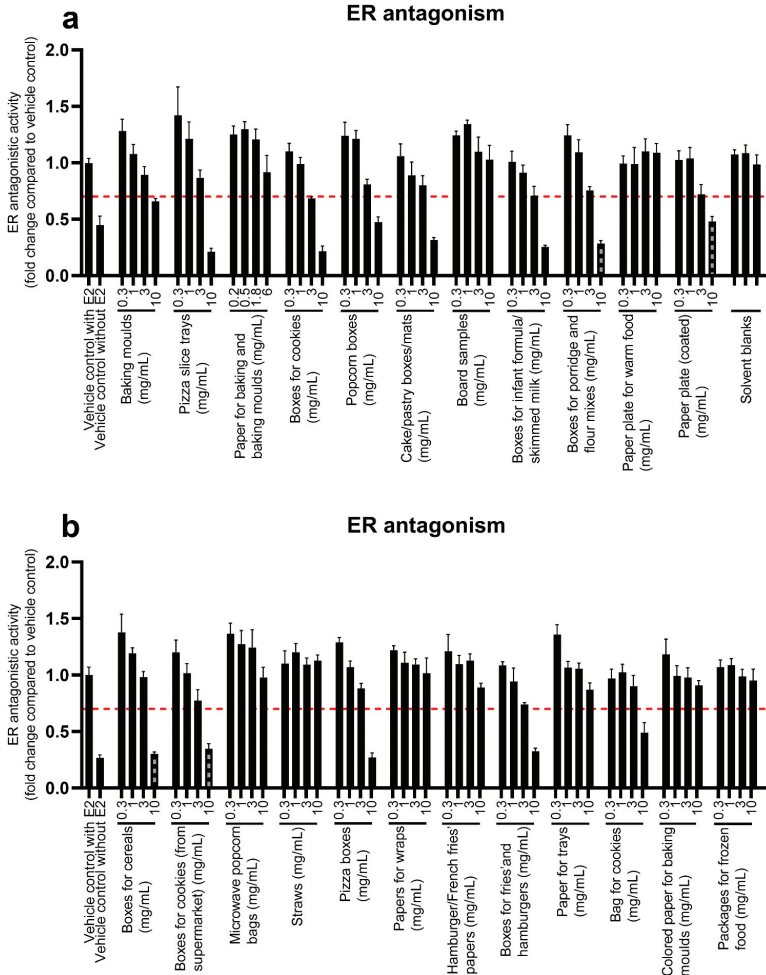 a
ER antagonism
ER antagonistic activity
(fold change compared to vehicle control)
2.0
1.5
1.0
0.5
0.0
Vehicle control with E2
Vehicle control without E2
0.3
1
3
10
Baking moulds
(mg/mL)
0.3
1
3
10
Pizza slice trays
(mg/mL)
0.2
0.5
1.8
6
Paper for baking and
baking moulds (mg/mL)
0.3
1
3
10
Boxes for cookies
(mg/mL)
0.3
1
3
10
Popcorn boxes
(mg/mL)
0.3
1
3
10
Cake/pastry boxes/mats
(mg/mL)
0.3
1
3
10
Board samples
(mg/mL)
0.3
1
3
10
Boxes for infant formula/
skimmed milk (mg/mL)
0.3
1
3
10
Boxes for porridge and
flour mixes (mg/mL)
0.3
1
3
10
Paper plate for warm food
(mg/mL)
0.3
1
3
10
Paper plate (coated)
(mg/mL)
Solvent blanks
b
ER antagonism
ER antagonistic activity
(fold change compared to vehicle control)
2.0
1.5
1.0
0.5
0.0
Vehicle control with E2
Vehicle control without E2
0.3
1
3
10
Boxes for cereals
(mg/mL)
0.3
1
3
10
Boxes for cookies (from
supermarket) (mg/mL)
0.3
1
3
10
Microwave popcorn
bags (mg/mL)
0.3
1
3
10
Straws (mg/mL)
0.3
1
3
10
Pizza boxes
(mg/mL)
0.3
1
3
10
Papers for wraps
(mg/mL)
0.3
1
3
10
Hamburger/French fries'
papers (mg/mL)
0.3
1
3
10
Boxes for fries'and
hamburgers (mg/mL)
0.3
1
3
10
Paper for trays
(mg/mL)
0.3
1
3
10
Bag for cookies
(mg/mL)
0.3
1
3
10
Colored paper for baking
moulds (mg/mL)
0.3
1
3
10
Packages for frozen
food (mg/mL)